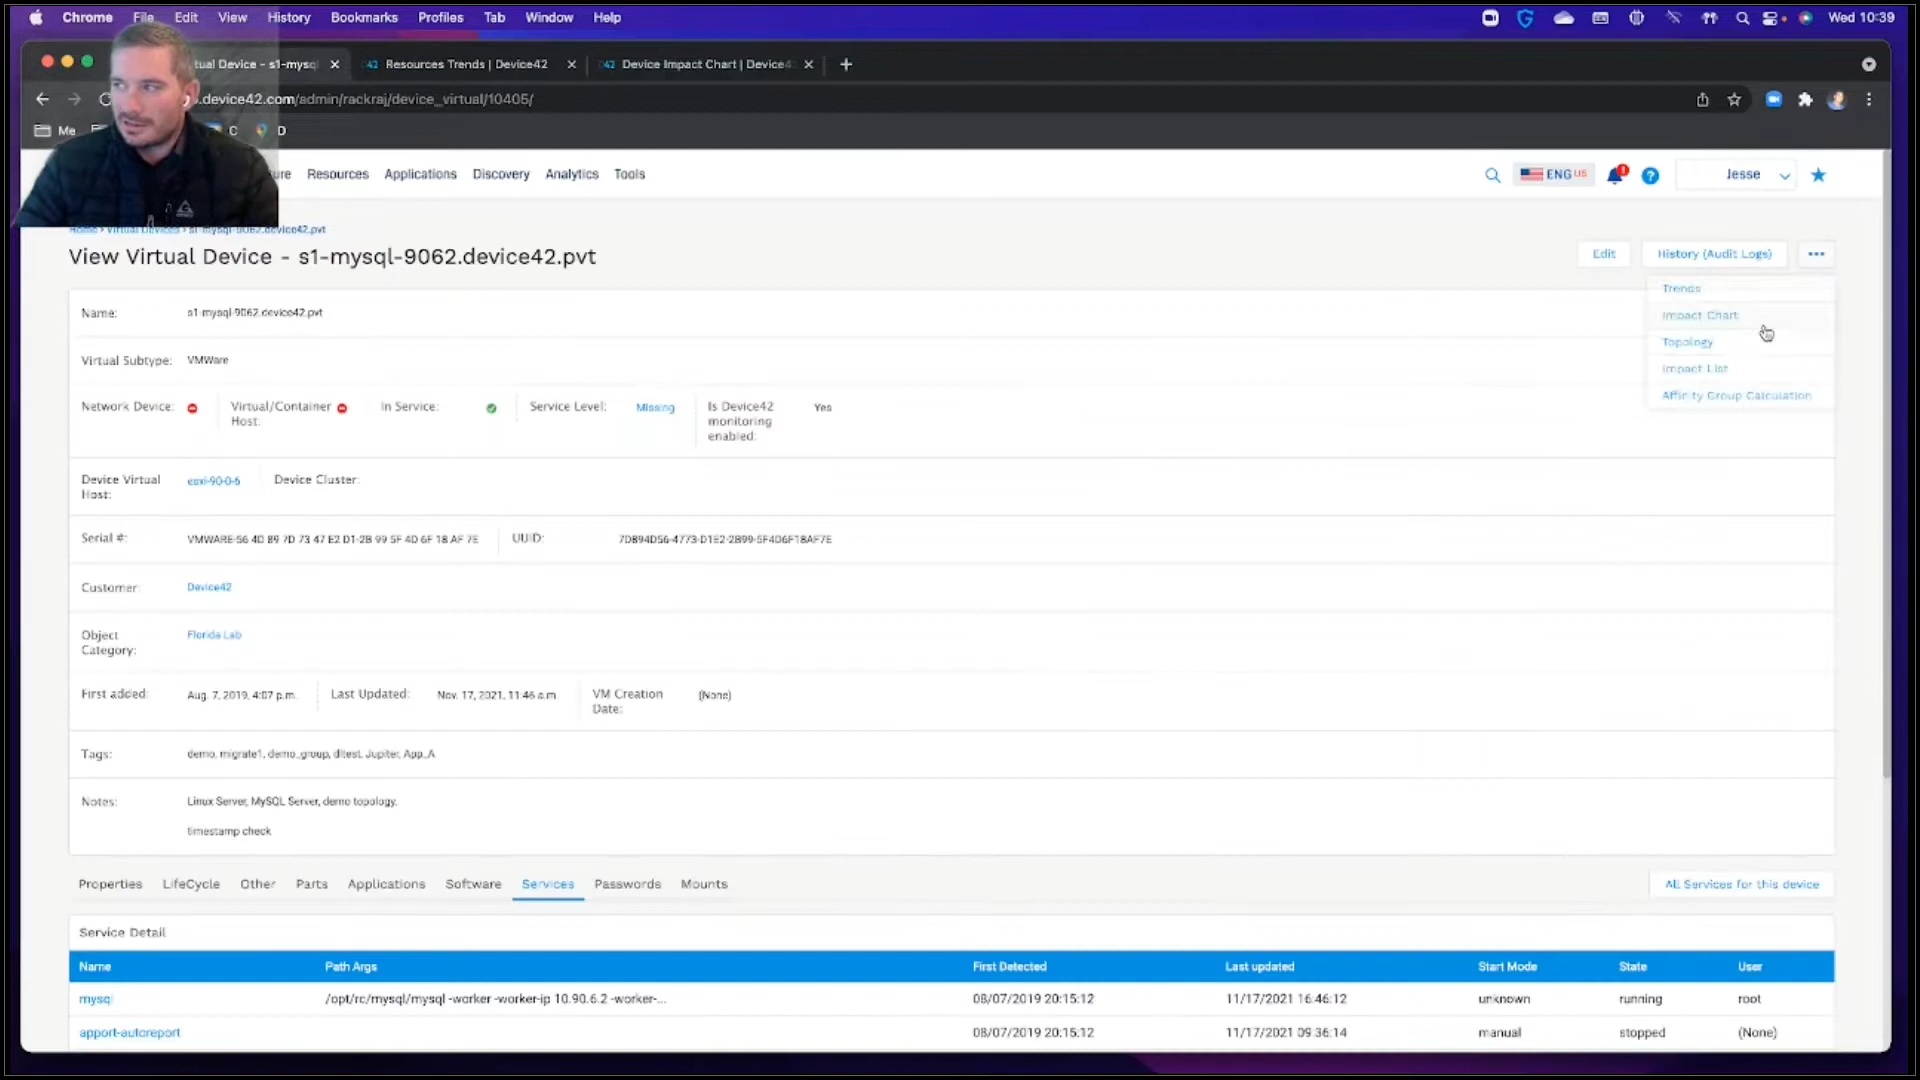 Chrome File Edit View History Bookmarks Profiles Tab Window Help
Wed 10:39
tual Device - s1-mysql
Resources Trends | Device42
Device Impact Chart | Device4
.device42.com/admin/rackraj/device_virtual/10405/
Me C D
ure Resources Applications Discovery Analytics Tools
ENG US
1
Jesse
Home › Virtual Devices › s1-mysql-9062.device42.pvt
View Virtual Device - s1-mysql-9062.device42.pvt
Edit
History (Audit Logs)
Trends
Impact Chart
Topology
Impact List
Affinity Group Calculation
Name: s1-mysql-9062.device42.pvt
Virtual Subtype: VMWare
Network Device:
Virtual/Container Host:
In Service:
Service Level: Missing
Is Device42 monitoring enabled: Yes
Device Virtual Host: esxi-90-0-6
Device Cluster:
Serial #: VMWARE-56 4D 89 7D 73 47 E2 D1-2B 99 5F 4D 6F 18 AF 7E
UUID: 7D894D56-4773-D1E2-2B99-5F4D6F18AF7E
Customer: Device42
Object Category: Florida Lab
First added: Aug. 7, 2019, 4:07 p.m.
Last Updated: Nov. 17, 2021, 11:46 a.m.
VM Creation Date: (None)
Tags: demo, migrate1, demo_group, dltest, Jupiter, App_A
Notes: Linux Server, MySQL Server, demo topology.
timestamp check
Properties LifeCycle Other Parts Applications Software Services Passwords Mounts
All Services for this device
Service Detail
Name Path Args First Detected Last updated Start Mode State User
mysql /opt/rc/mysql/mysql -worker -worker-ip 10.90.6.2 -worker-... 08/07/2019 20:15:12 11/17/2021 16:46:12 unknown running root
apport-autoreport 08/07/2019 20:15:12 11/17/2021 09:36:14 manual stopped (None)